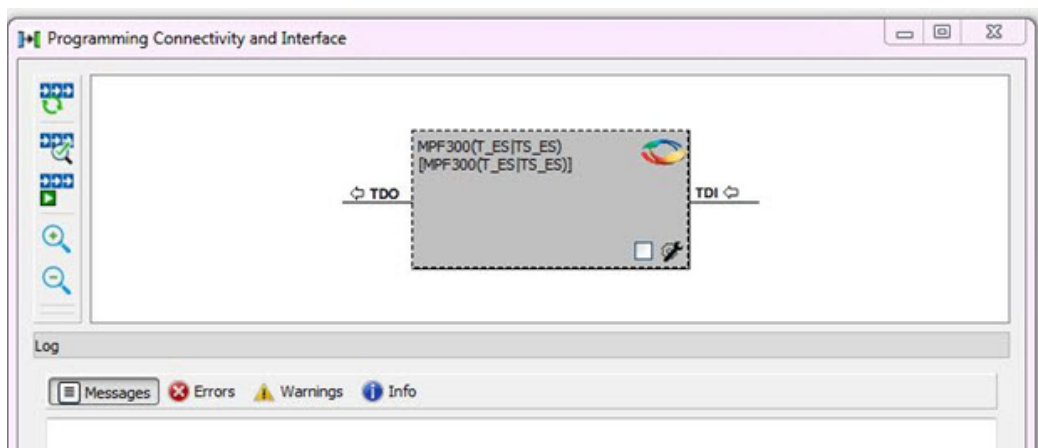 Programming Connectivity and Interface
MPF300(T_ES|TS_ES)
[MPF300(T_ES|TS_ES)]
TDO
TDI
Log
Messages
Errors
Warnings
Info